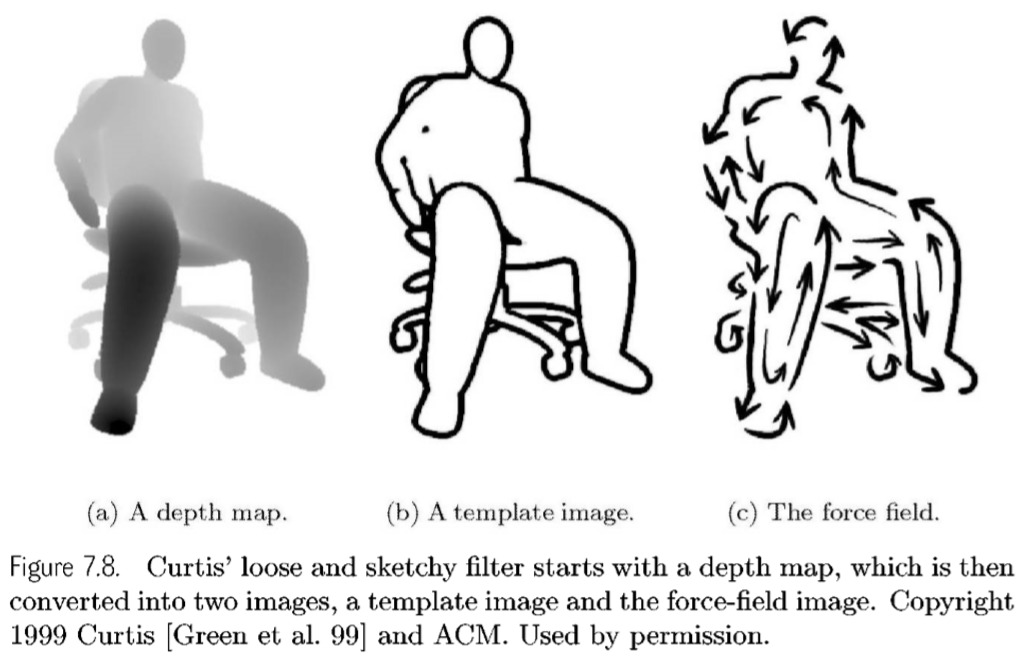 (a) A depth map.
(b) A template image.
(c) The force field.
Figure 7.8. Curtis' loose and sketchy filter starts with a depth map, which is then
converted into two images, a template image and the force-field image. Copyright
1999 Curtis [Green et al. 99] and ACM. Used by permission.